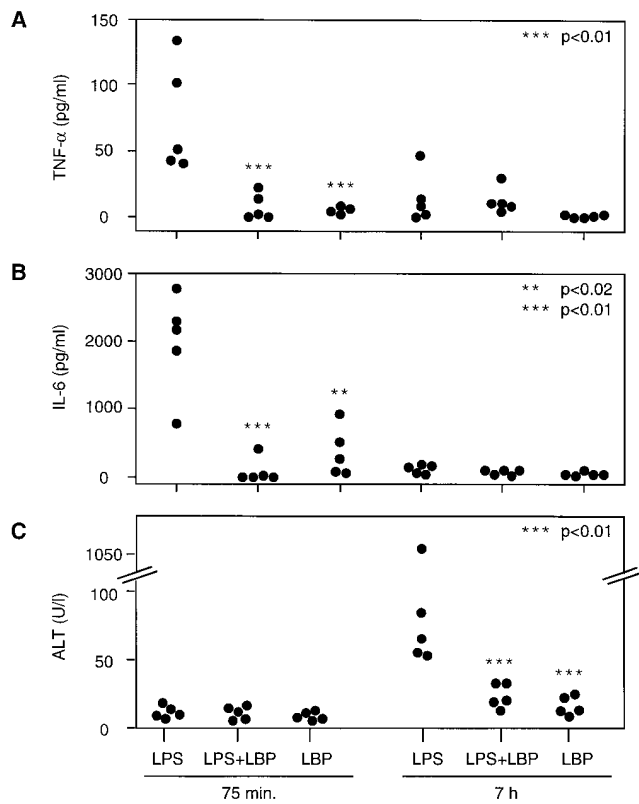 A
TNF-α (pg/ml)
150
100
50
0
*** p<0.01
***
***
B
IL-6 (pg/ml)
3000
2000
1000
0
** p<0.02
*** p<0.01
***
**
C
ALT (U/l)
1050
100
50
0
*** p<0.01
***
***
LPS LPS+LBP LBP LPS LPS+LBP LBP
75 min. 7 h